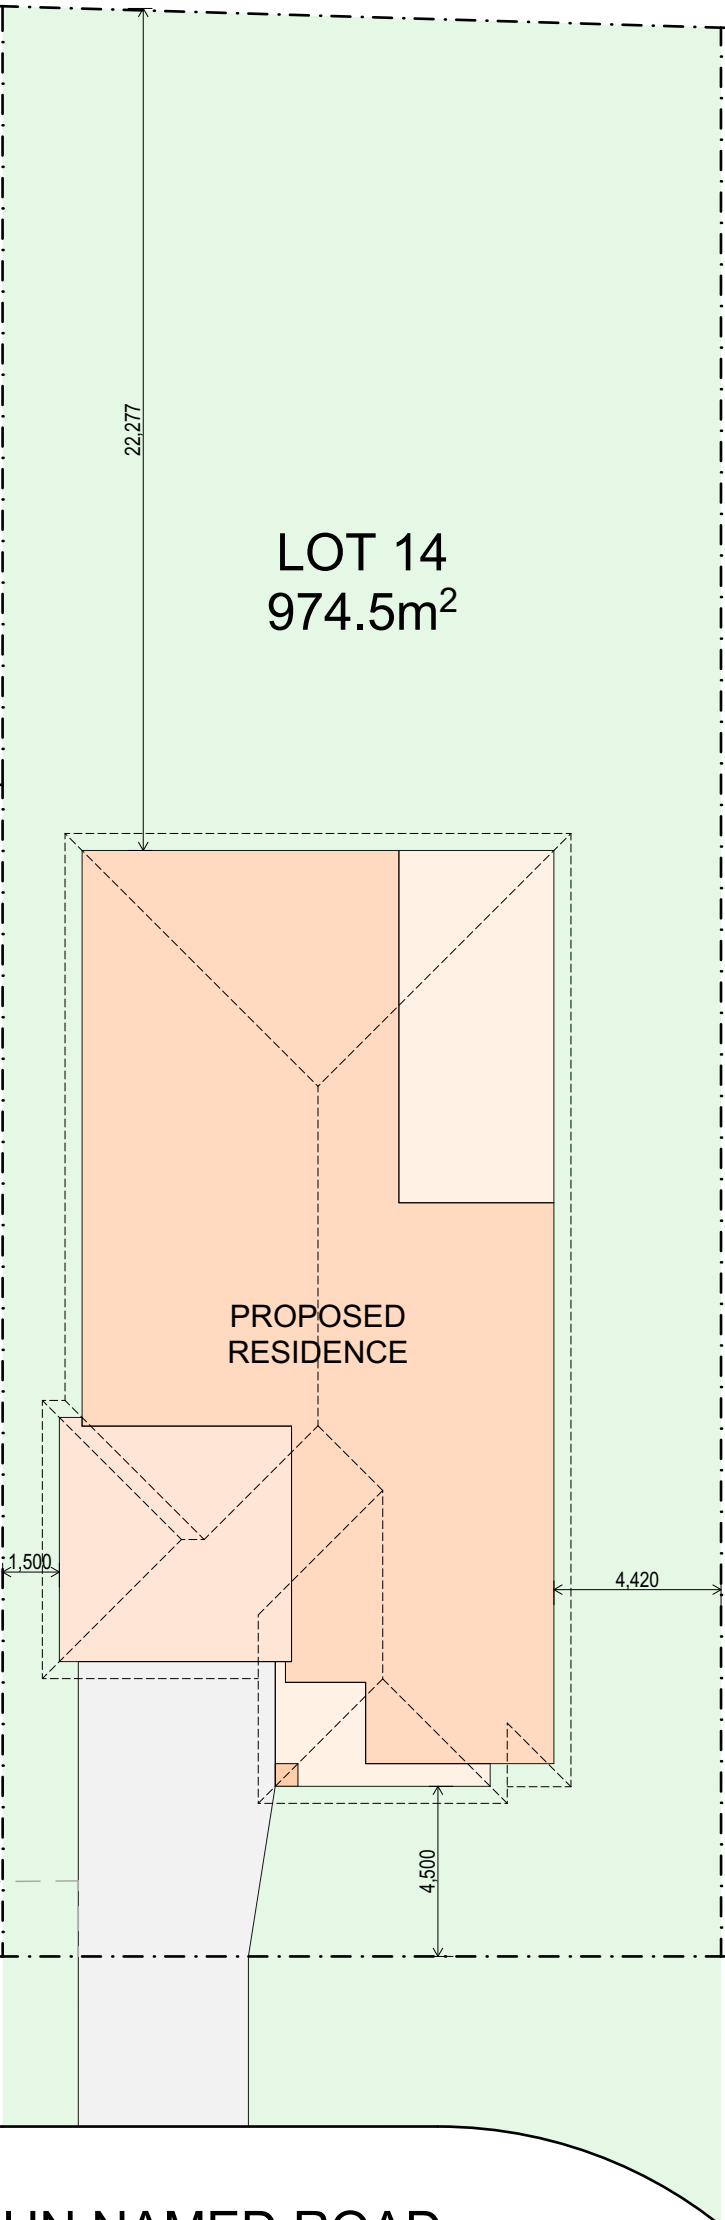 22,277
LOT 14
974.5m²
PROPOSED
RESIDENCE
1,500
4,420
4,500
UN-NAMED ROAD